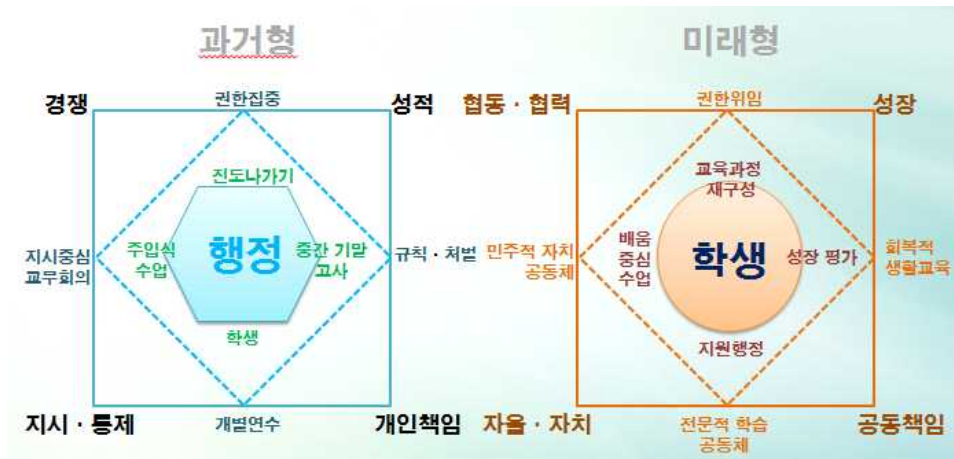 과거형
경쟁
권한집중
성적
진도나가기
지시중심
교무회의
주입식
수업
행정
중간 기말
고사
규칙 · 처벌
학생
지시 · 통제
개별연수
개인책임
미래형
협동 · 협력
권한위임
성장
교육과정
재구성
민주적 자치
공동체
배움
중심
수업
학생
성장 평가
회복적
생활교육
지원행정
자율 · 자치
전문적 학습
공동체
공동책임